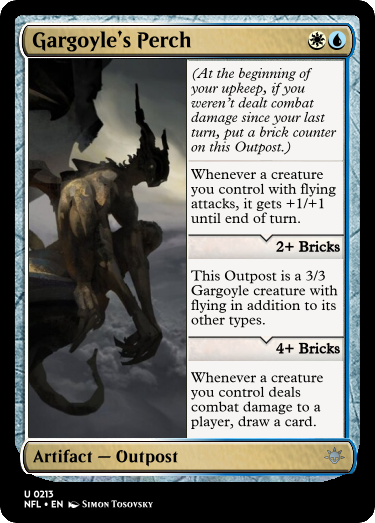 Gargoyle's Perch
(At the beginning of
your upkeep, if you
weren't dealt combat
damage since your last
turn, put a brick counter
on this Outpost.)
Whenever a creature
you control with flying
attacks, it gets +1/+1
until end of turn.
2+ Bricks
This Outpost is a 3/3
Gargoyle creature with
flying in addition to its
other types.
4+ Bricks
Whenever a creature
you control deals
combat damage to a
player, draw a card.
Artifact — Outpost
U 0213
NFL • EN Simon Tosovsky